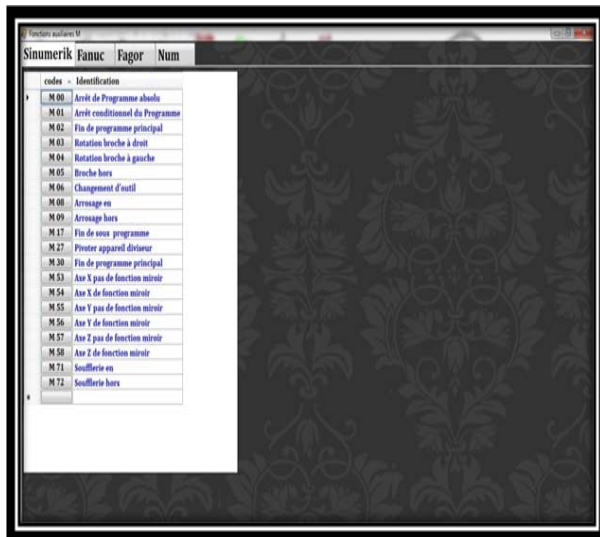 Fonctions auxiliaires M
Sinumerik Fanuc Fagor Num
codes Identification
M 00 Arrêt de Programme absolu
M 01 Arrêt conditionnel du Programme
M 02 Fin de programme principal
M 03 Rotation broche à droit
M 04 Rotation broche à gauche
M 05 Broche hors
M 06 Changement d'outil
M 08 Arrosage en
M 09 Arrosage hors
M 17 Fin de sous programme
M 27 Pivoter appareil diviseur
M 30 Fin de programme principal
M 53 Axe X pas de fonction miroir
M 54 Axe X de fonction miroir
M 55 Axe Y pas de fonction miroir
M 56 Axe Y de fonction miroir
M 57 Axe Z pas de fonction miroir
M 58 Axe Z de fonction miroir
M 71 Soufflerie en
M 72 Soufflerie hors